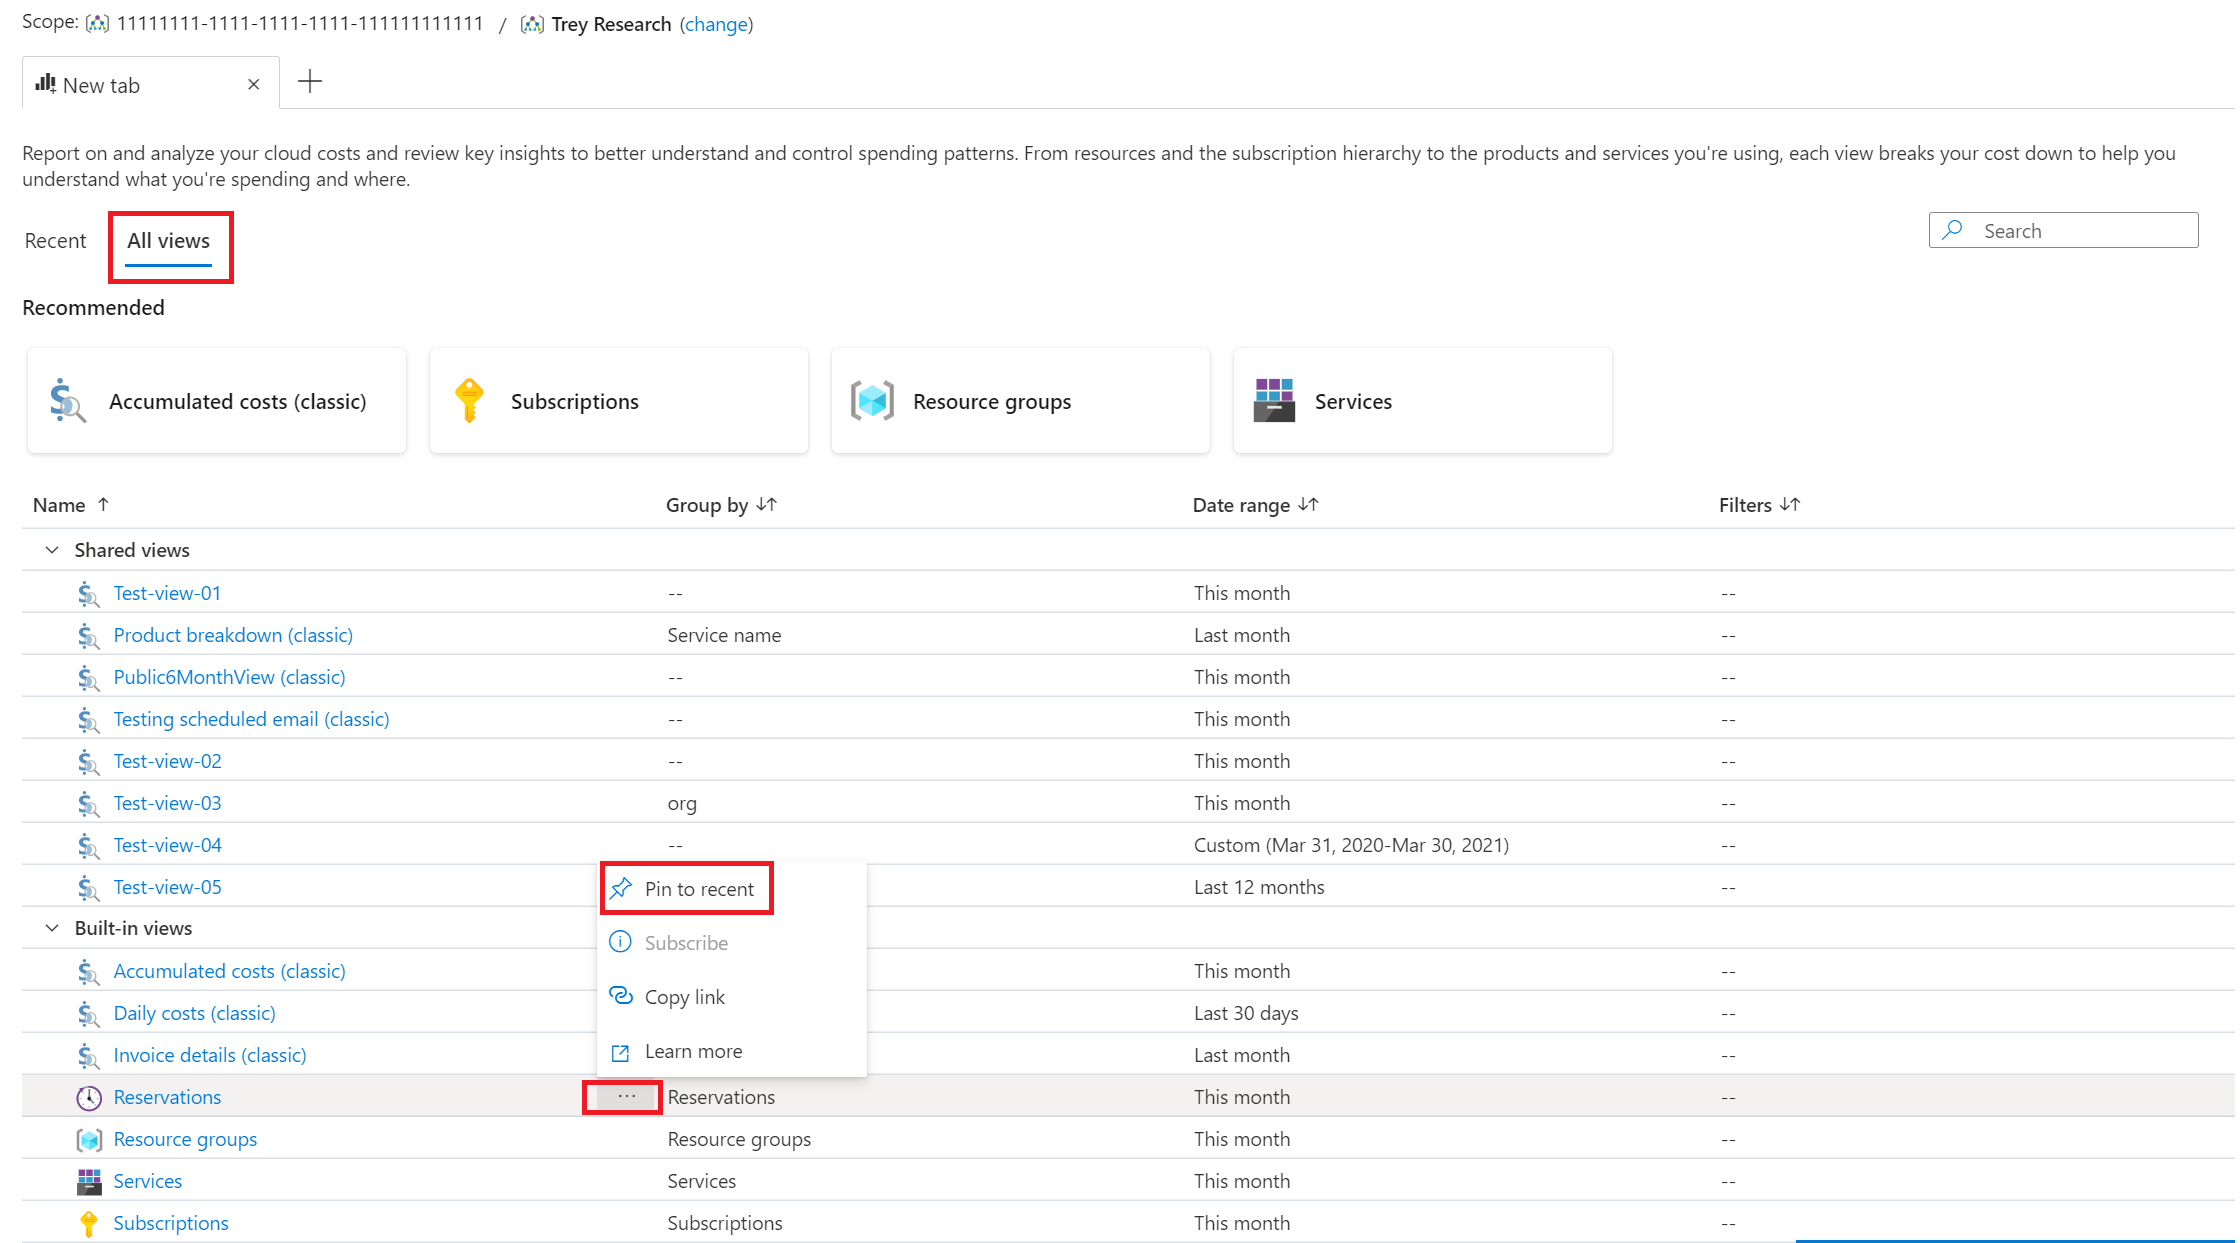 Scope: 11111111-1111-1111-1111-111111111111 / Trey Research (change)
New tab
Report on and analyze your cloud costs and review key insights to better understand and control spending patterns. From resources and the subscription hierarchy to the products and services you're using, each view breaks your cost down to help you
understand what you're spending and where.
Recent All views Search
Recommended
Accumulated costs (classic) Subscriptions Resource groups Services
Name Group by Date range Filters
Shared views
Test-view-01 -- This month --
Product breakdown (classic) Service name Last month --
Public6MonthView (classic) -- This month --
Testing scheduled email (classic) -- This month --
Test-view-02 -- This month --
Test-view-03 org This month --
Test-view-04 -- Custom (Mar 31, 2020-Mar 30, 2021) --
Test-view-05 Last 12 months --
Pin to recent
Subscribe
Copy link
Learn more
Built-in views
Accumulated costs (classic) This month --
Daily costs (classic) Last 30 days --
Invoice details (classic) Last month --
Reservations ... Reservations This month --
Resource groups Resource groups This month --
Services Services This month --
Subscriptions Subscriptions This month --